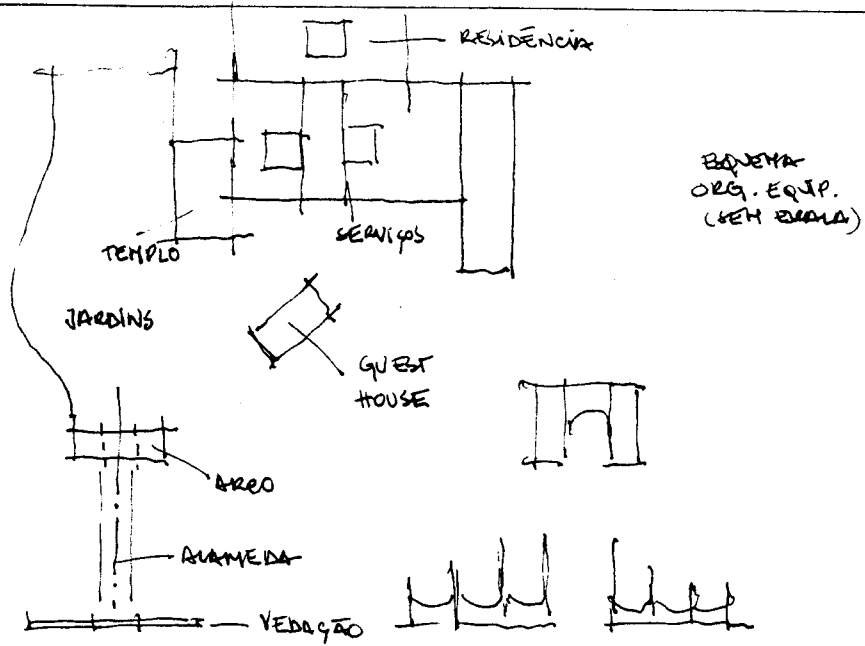 RESIDÊNCIA
ESQUEMA
ORG. EQUIP.
(SEM ESCALA)
TEMPLO
SERVIÇOS
JARDINS
GUEST
HOUSE
ARCO
ALAMEDA
VEDAÇÃO